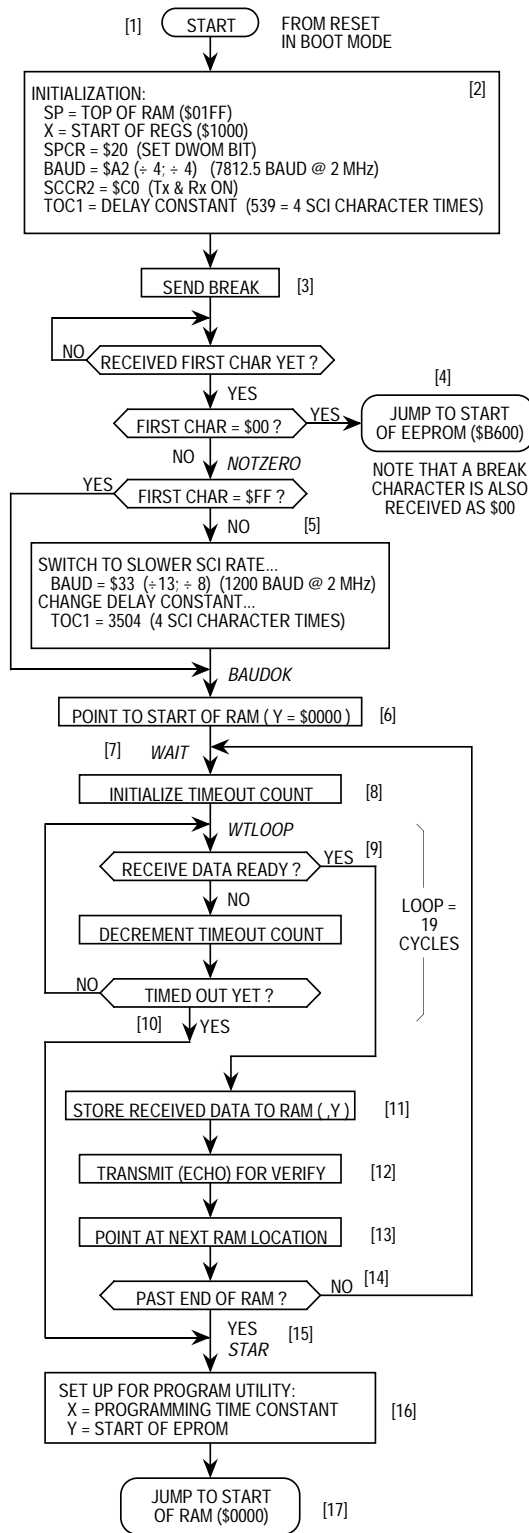 [1] START FROM RESET
IN BOOT MODE
[2]
INITIALIZATION:
SP = TOP OF RAM ($01FF)
X = START OF REGS ($1000)
SPCR = $20 (SET DWOM BIT)
BAUD = $A2 (÷ 4; ÷ 4) (7812.5 BAUD @ 2 MHz)
SCCR2 = $C0 (Tx & Rx ON)
TOC1 = DELAY CONSTANT (539 = 4 SCI CHARACTER TIMES)
SEND BREAK [3]
NO RECEIVED FIRST CHAR YET ?
YES
[4]
FIRST CHAR = $00 ? YES JUMP TO START
OF EEPROM ($B600)
NO NOTZERO
NOTE THAT A BREAK
CHARACTER IS ALSO
RECEIVED AS $00
YES FIRST CHAR = $FF ?
NO [5]
SWITCH TO SLOWER SCI RATE...
BAUD = $33 (÷13; ÷ 8) (1200 BAUD @ 2 MHz)
CHANGE DELAY CONSTANT...
TOC1 = 3504 (4 SCI CHARACTER TIMES)
BAUDOK
POINT TO START OF RAM ( Y = $0000 ) [6]
[7] WAIT
INITIALIZE TIMEOUT COUNT [8]
WTLOOP
RECEIVE DATA READY ? YES [9]
NO
LOOP =
19
CYCLES
DECREMENT TIMEOUT COUNT
NO TIMED OUT YET ?
[10] YES
STORE RECEIVED DATA TO RAM ( ,Y ) [11]
TRANSMIT (ECHO) FOR VERIFY [12]
POINT AT NEXT RAM LOCATION [13]
PAST END OF RAM ? NO [14]
YES [15]
STAR
SET UP FOR PROGRAM UTILITY:
X = PROGRAMMING TIME CONSTANT
Y = START OF EPROM
[16]
JUMP TO START
OF RAM ($0000)
[17]